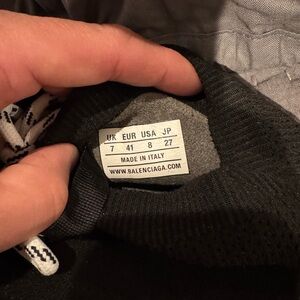 UK EUR USA JP
7 41 8 27
MADE IN ITALY
WWW.BALENCIAGA.COM